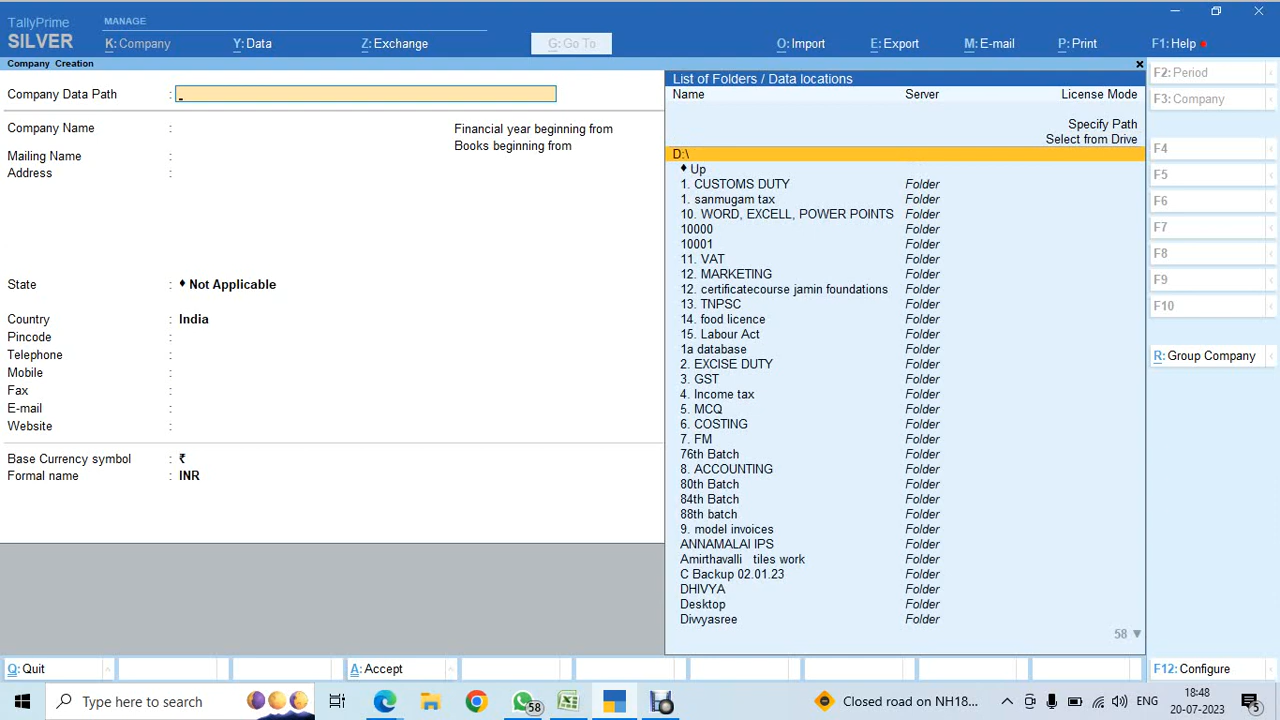 TallyPrime
MANAGE
SILVER
K: Company
Y: Data
Z: Exchange
G: Go To
O: Import
E: Export
M: E-mail
P: Print
F1: Help
Company Creation
Company Data Path :
Company Name :
Financial year beginning from
Books beginning from
Mailing Name :
Address :
State : ♦ Not Applicable
Country : India
Pincode :
Telephone :
Mobile :
Fax :
E-mail :
Website :
Base Currency symbol : ₹
Formal name : INR
List of Folders / Data locations
Name Server License Mode
Specify Path
Select from Drive
D:\
♦ Up
1. CUSTOMS DUTY Folder
1. sanmugam tax Folder
10. WORD, EXCELL, POWER POINTS Folder
10000 Folder
10001 Folder
11. VAT Folder
12. MARKETING Folder
12. certificatecourse jamin foundations Folder
13. TNPSC Folder
14. food licence Folder
15. Labour Act Folder
1a database Folder
2. EXCISE DUTY Folder
3. GST Folder
4. Income tax Folder
5. MCQ Folder
6. COSTING Folder
7. FM Folder
76th Batch Folder
8. ACCOUNTING Folder
80th Batch Folder
84th Batch Folder
88th batch Folder
9. model invoices Folder
ANNAMALAI IPS Folder
Amirthavalli tiles work Folder
C Backup 02.01.23 Folder
DHIVYA Folder
Desktop Folder
Divvyasree Folder
58 ▼
F2: Period
F3: Company
F4
F5
F6
F7
F8
F9
F10
R: Group Company
Q: Quit
A: Accept
F12: Configure
Type here to search
58
Closed road on NH18...
ENG
18:48
20-07-2023
5